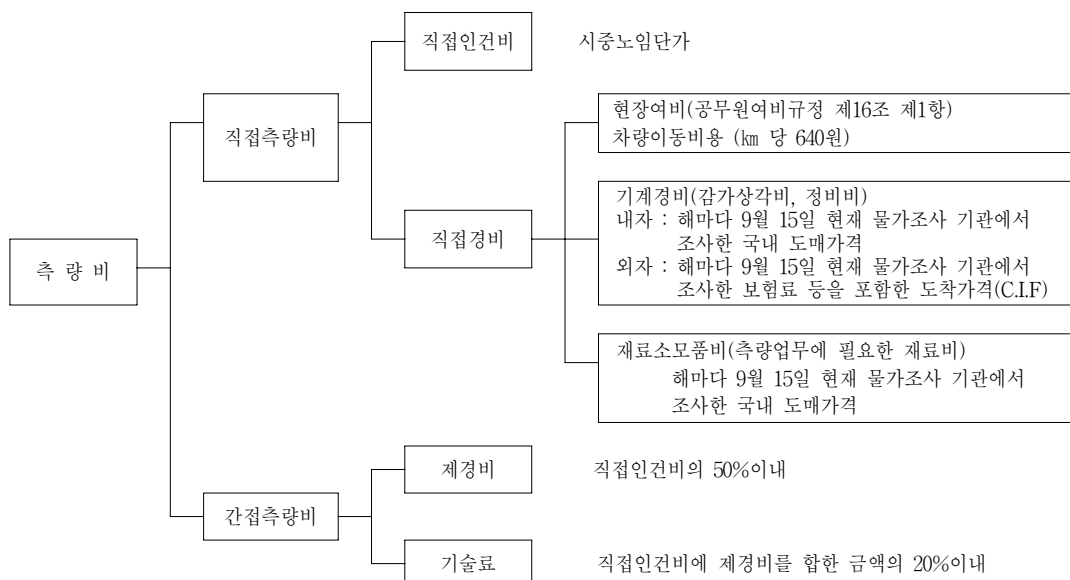 직접인건비
시중노임단가
직접측량비
현장여비(공무원여비규정 제16조 제1항)
차량이동비용 (㎞ 당 640원)
직접경비
기계경비(감가상각비, 정비비)
내자 : 해마다 9월 15일 현재 물가조사 기관에서
조사한 국내 도매가격
외자 : 해마다 9월 15일 현재 물가조사 기관에서
조사한 보험료 등을 포함한 도착가격(C.I.F)
측 량 비
재료소모품비(측량업무에 필요한 재료비)
해마다 9월 15일 현재 물가조사 기관에서
조사한 국내 도매가격
제경비
직접인건비의 50%이내
간접측량비
기술료
직접인건비에 제경비를 합한 금액의 20%이내